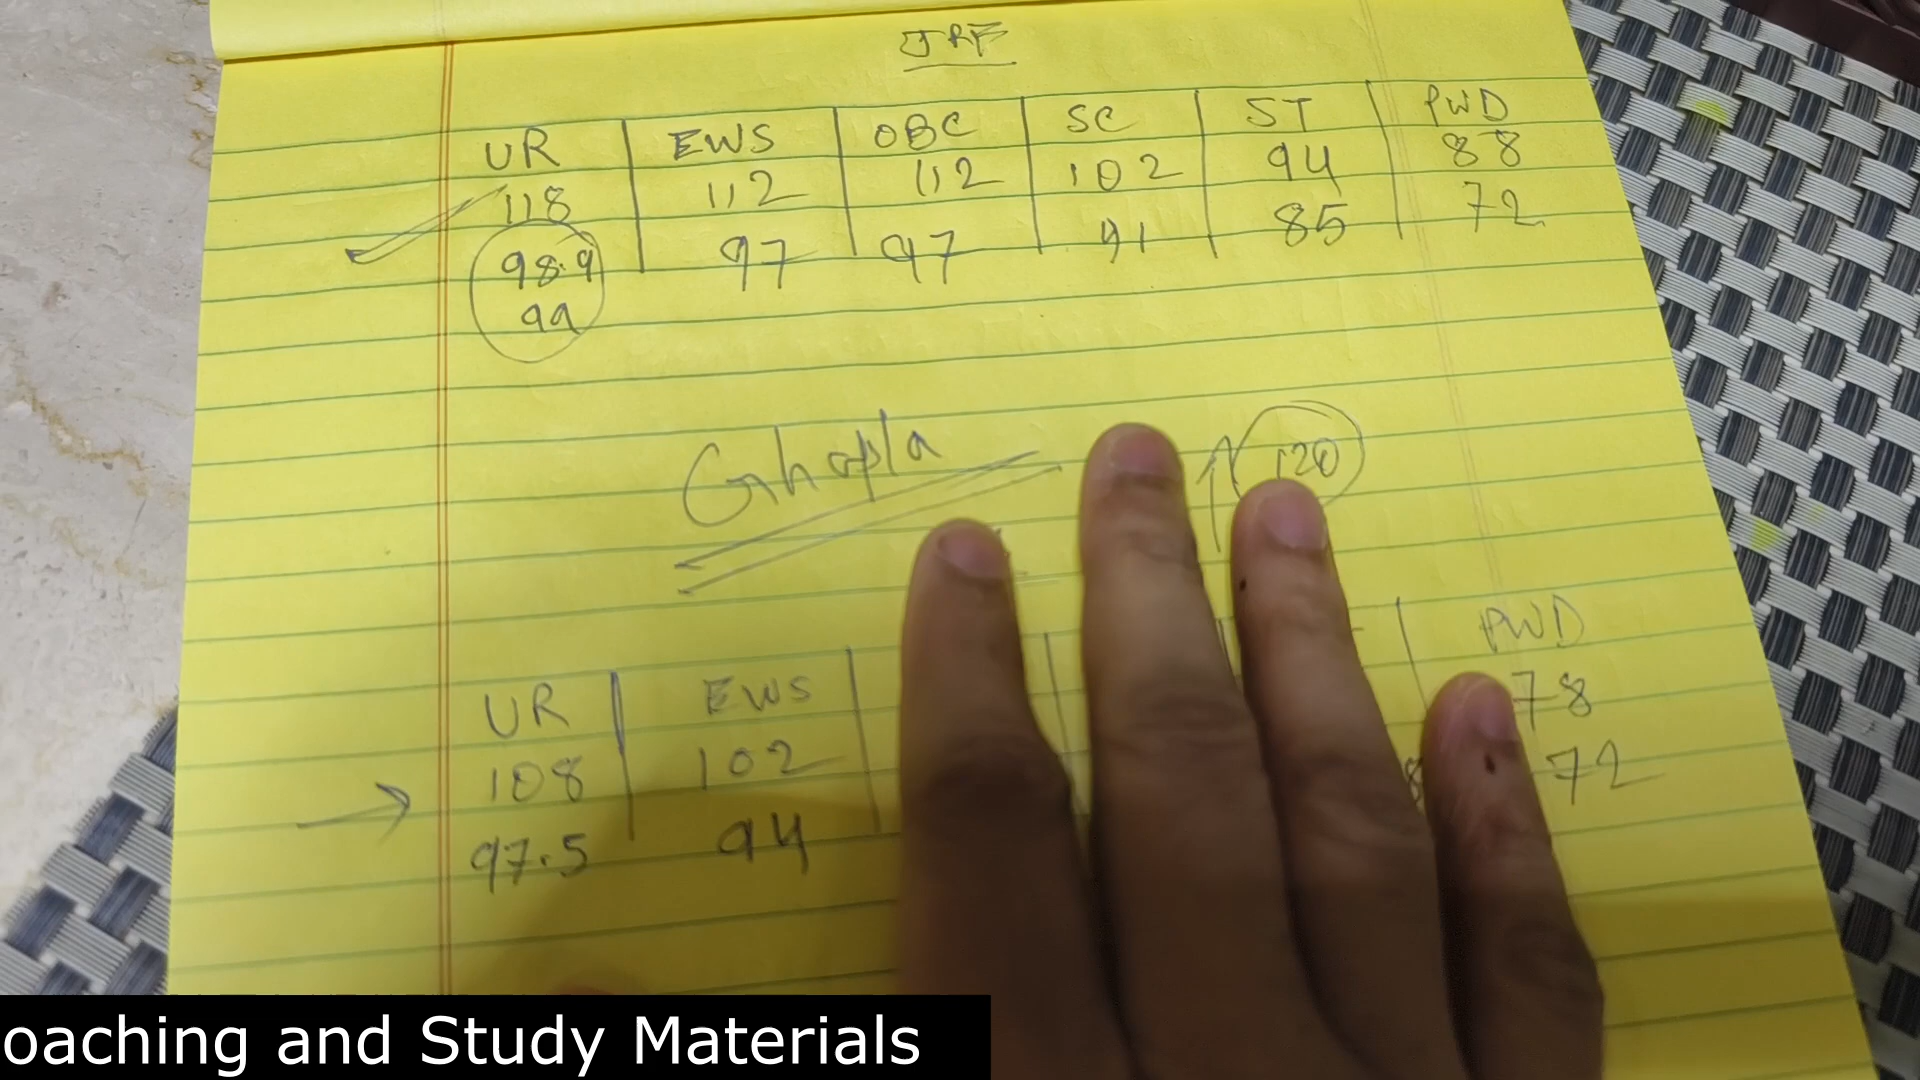 JRF
UR EWS OBC SC ST PWD
118 112 112 102 94 88
98.9 97 97 91 85 72
99
Ghapla 120
UR EWS PWD
108 102 78
97.5 94 8 72
oaching and Study Materials